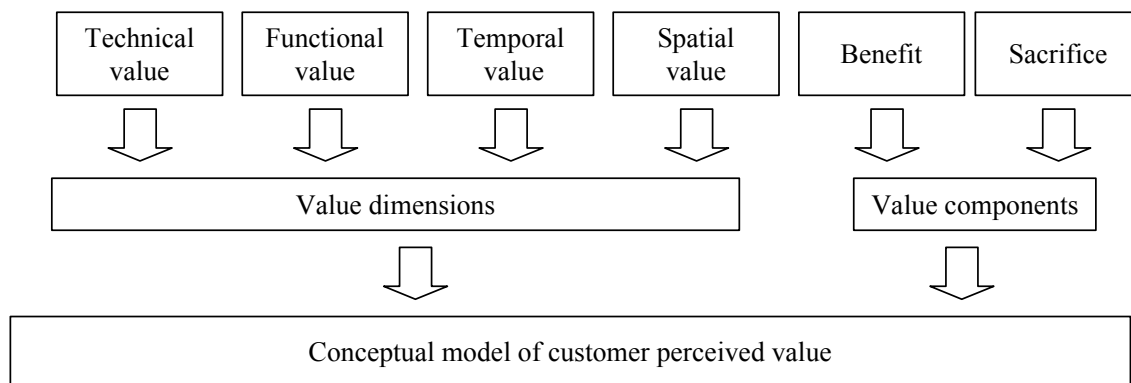 Technical
value
Functional
value
Temporal
value
Spatial
value
Benefit
Sacrifice
Value dimensions
Value components
Conceptual model of customer perceived value